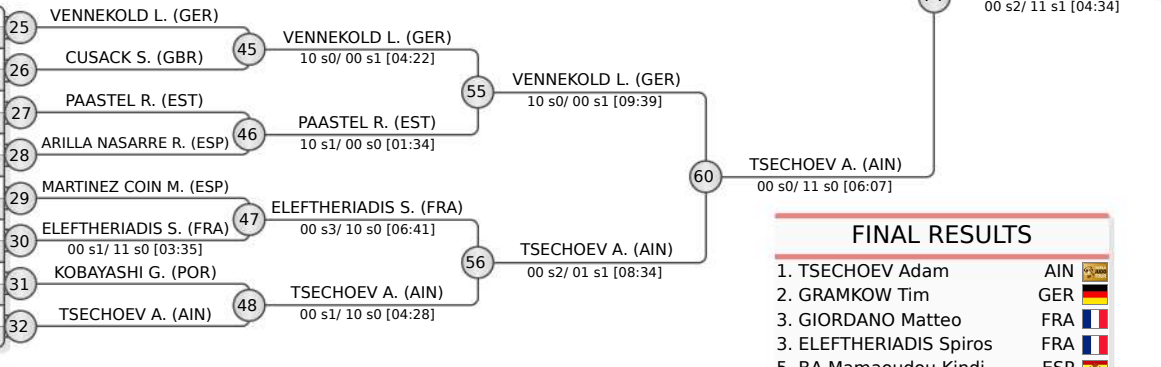 00 s2/ 11 s1 [04:34]
25
VENNEKOLD L. (GER)
26
CUSACK S. (GBR)
45
VENNEKOLD L. (GER)
10 s0/ 00 s1 [04:22]
27
PAASTEL R. (EST)
28
ARILLA NASARRE R. (ESP)
46
PAASTEL R. (EST)
10 s1/ 00 s0 [01:34]
55
VENNEKOLD L. (GER)
10 s0/ 00 s1 [09:39]
29
MARTINEZ COIN M. (ESP)
30
ELEFTHERIADIS S. (FRA)
00 s1/ 11 s0 [03:35]
47
ELEFTHERIADIS S. (FRA)
00 s3/ 10 s0 [06:41]
31
KOBAYASHI G. (POR)
32
TSECHOEV A. (AIN)
48
TSECHOEV A. (AIN)
00 s1/ 10 s0 [04:28]
56
TSECHOEV A. (AIN)
00 s2/ 01 s1 [08:34]
60
TSECHOEV A. (AIN)
00 s0/ 11 s0 [06:07]
FINAL RESULTS
1. TSECHOEV Adam AIN
2. GRAMKOW Tim GER
3. GIORDANO Matteo FRA
3. ELEFTHERIADIS Spiros FRA
5. BA Mamaoudou Kindi ESP